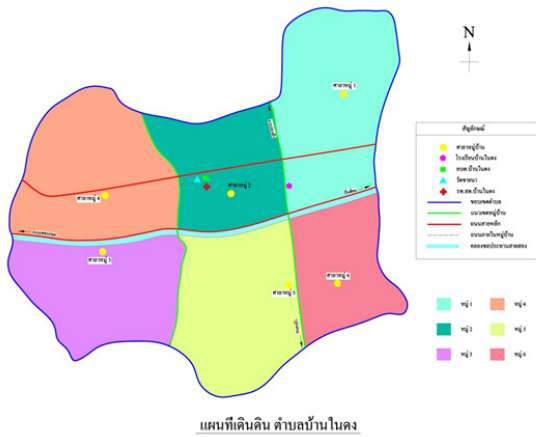 N
ศาลาหมู่ 1
ศาลาหมู่ 2
ศาลาหมู่ 4
ศาลาหมู่ 3
ศาลาหมู่ 5
ศาลาหมู่ 6
สัญลักษณ์
ศาลาหมู่บ้าน
โรงเรียนบ้านในดง
อบต.บ้านในดง
วัดชายนา
รพ.สต.บ้านในดง
ขอบเขตตำบล
แนวเขตหมู่บ้าน
ถนนสายหลัก
ถนนภายในหมู่บ้าน
คลองชลประทานสายสอง
หมู่ 1
หมู่ 4
หมู่ 2
หมู่ 5
หมู่ 3
หมู่ 6
แผนที่เดินดิน ตำบลบ้านในดง